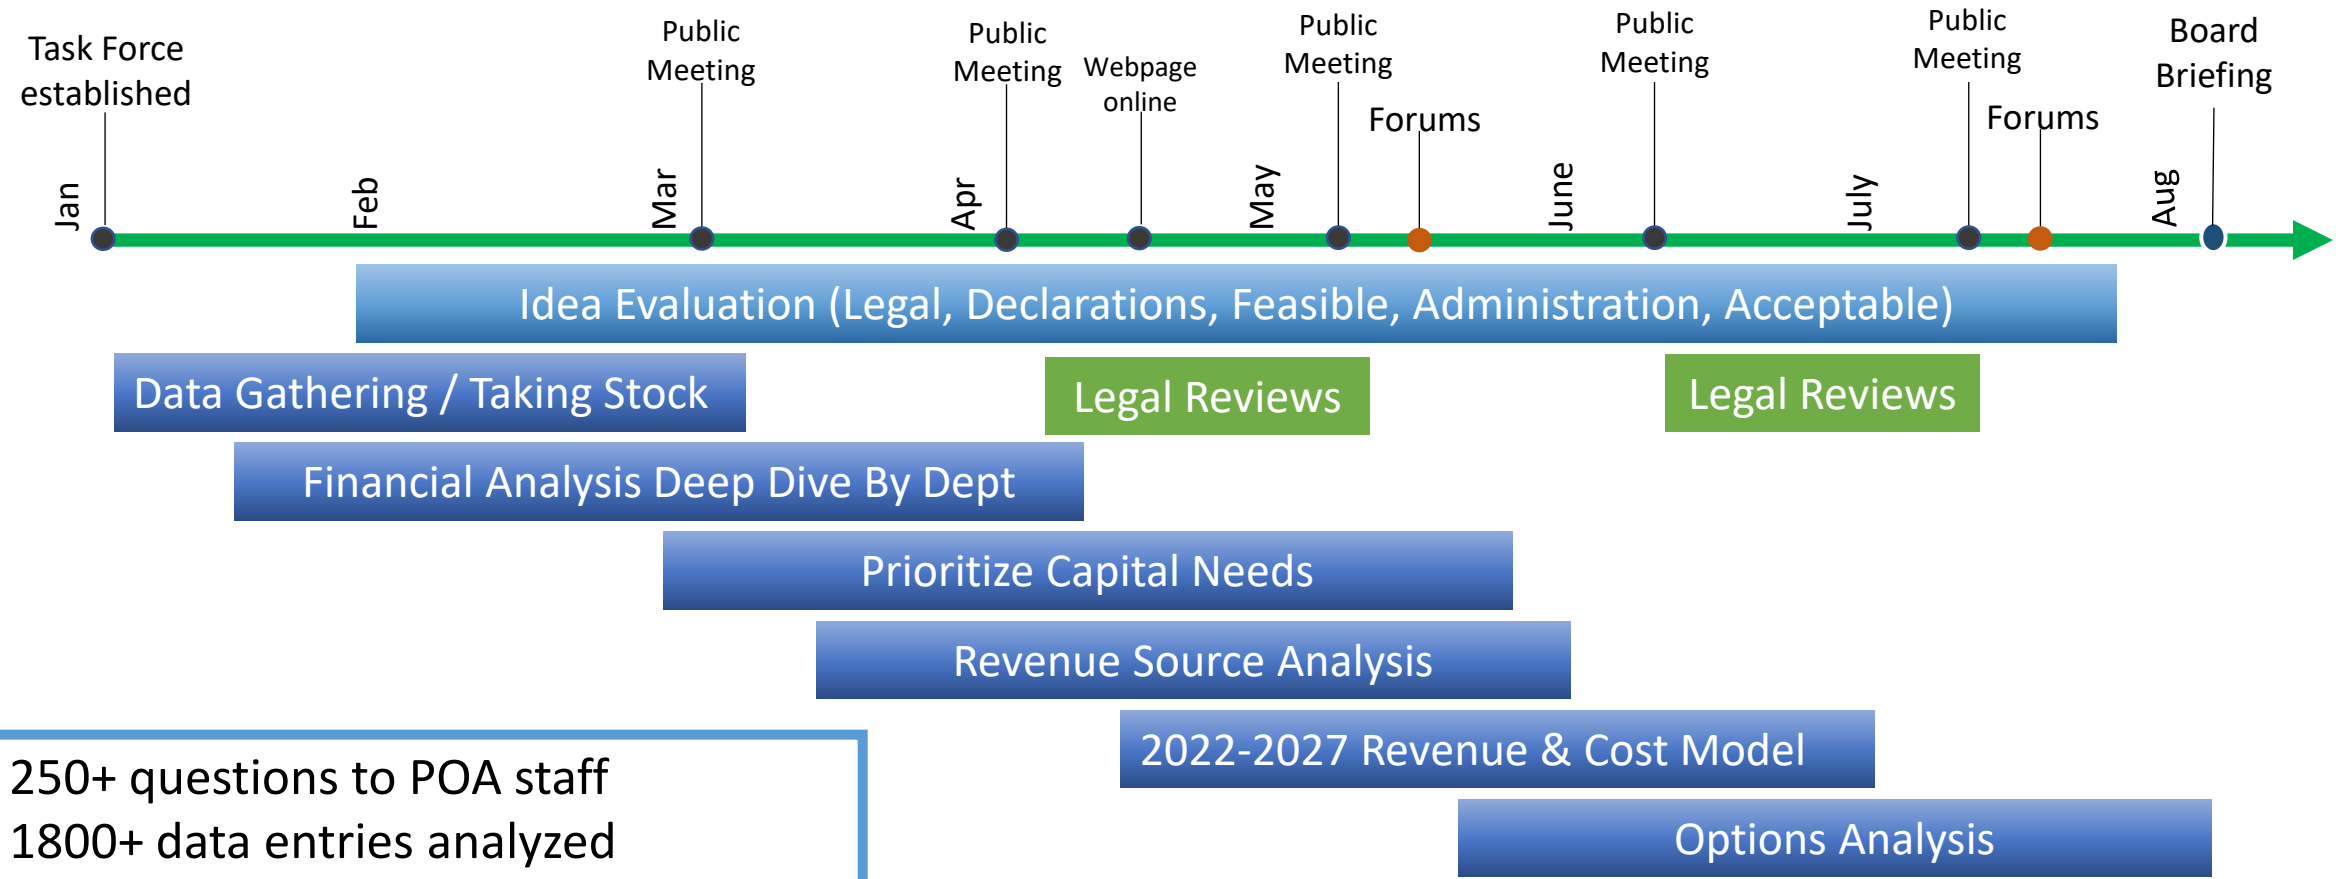 Task Force
established
Public
Meeting
Public
Meeting
Webpage
online
Public
Meeting
Forums
Public
Meeting
Public
Meeting
Forums
Board
Briefing
Jan
Feb
Mar
Apr
May
June
July
Aug
Idea Evaluation (Legal, Declarations, Feasible, Administration, Acceptable)
Data Gathering / Taking Stock
Legal Reviews
Legal Reviews
Financial Analysis Deep Dive By Dept
Prioritize Capital Needs
Revenue Source Analysis
2022-2027 Revenue & Cost Model
Options Analysis
250+ questions to POA staff
1800+ data entries analyzed